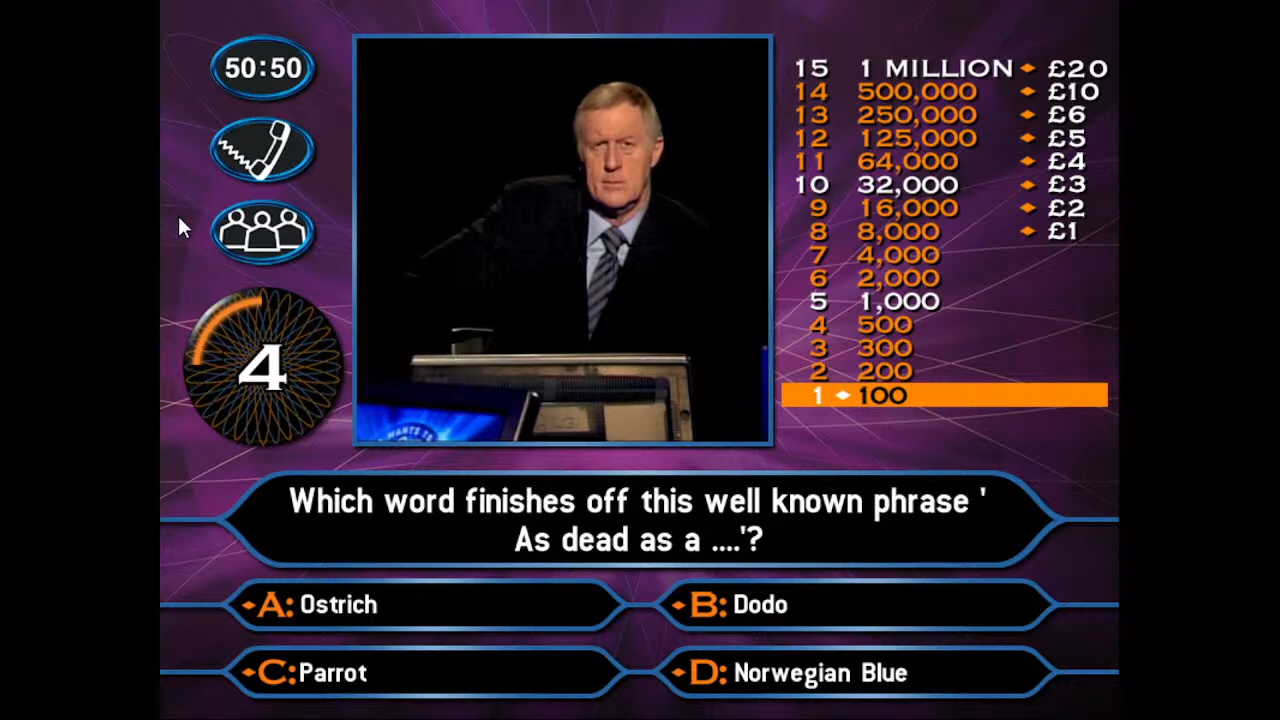 50:50
4
15 1 MILLION £20
14 500,000 £10
13 250,000 £6
12 125,000 £5
11 64,000 £4
10 32,000 £3
9 16,000 £2
8 8,000 £1
7 4,000
6 2,000
5 1,000
4 500
3 300
2 200
1 100
WANTS TO
Which word finishes off this well known phrase '
As dead as a ....'?
A: Ostrich
B: Dodo
C: Parrot
D: Norwegian Blue